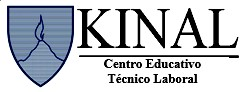 KINAL
Centro Educativo
Técnico Laboral